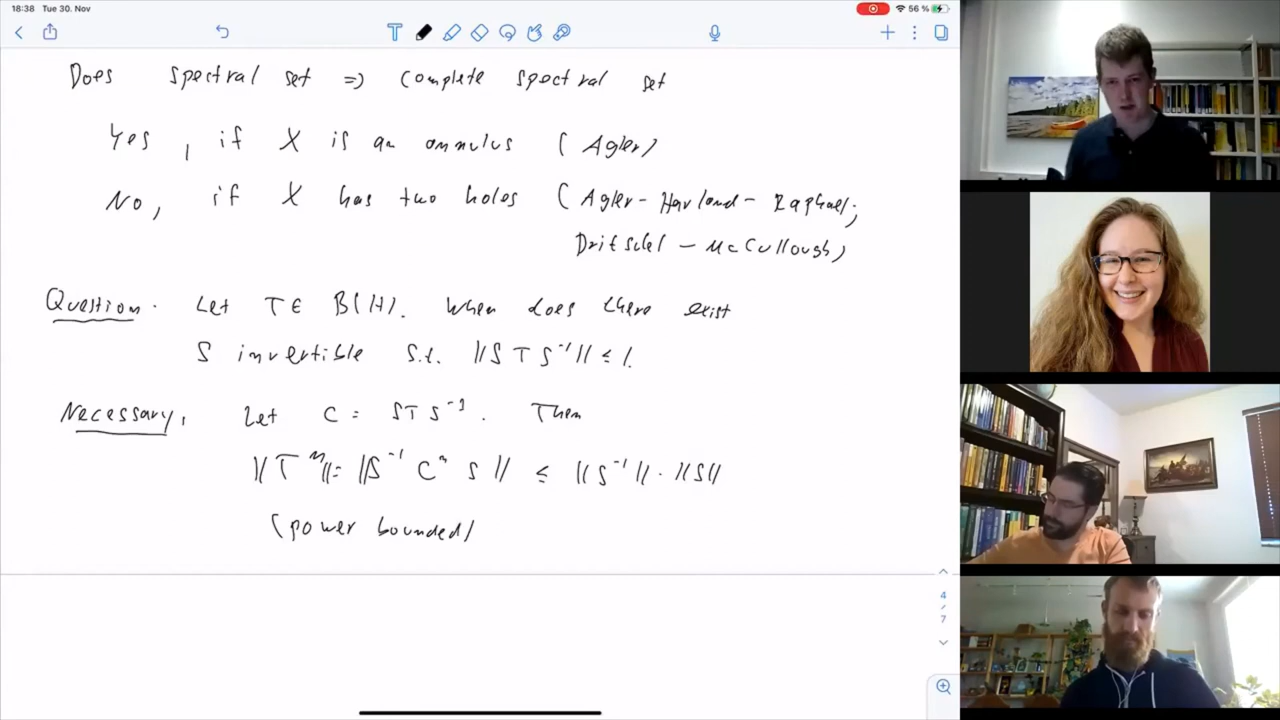 18:38 Tue 30. Nov
56 %
Does spectral set => complete spectral set
Yes, if X is an annulus (Agler)
No, if X has two holes (Agler-Harland-Raphael;
Dritschel - McCullough)
Question. Let T ∈ B(H). When does there exist
S invertible s.t. ||S T S⁻¹|| ≤ 1.
Necessary. Let C = S T S⁻¹. Then
||Tⁿ|| = ||S⁻¹ Cⁿ S|| ≤ ||S⁻¹|| · ||S||
(power bounded)
4
/
7